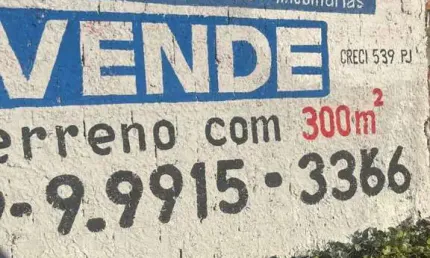 VENDE
CRECI 539 PJ
erreno com 300m²
-9.9915-3366